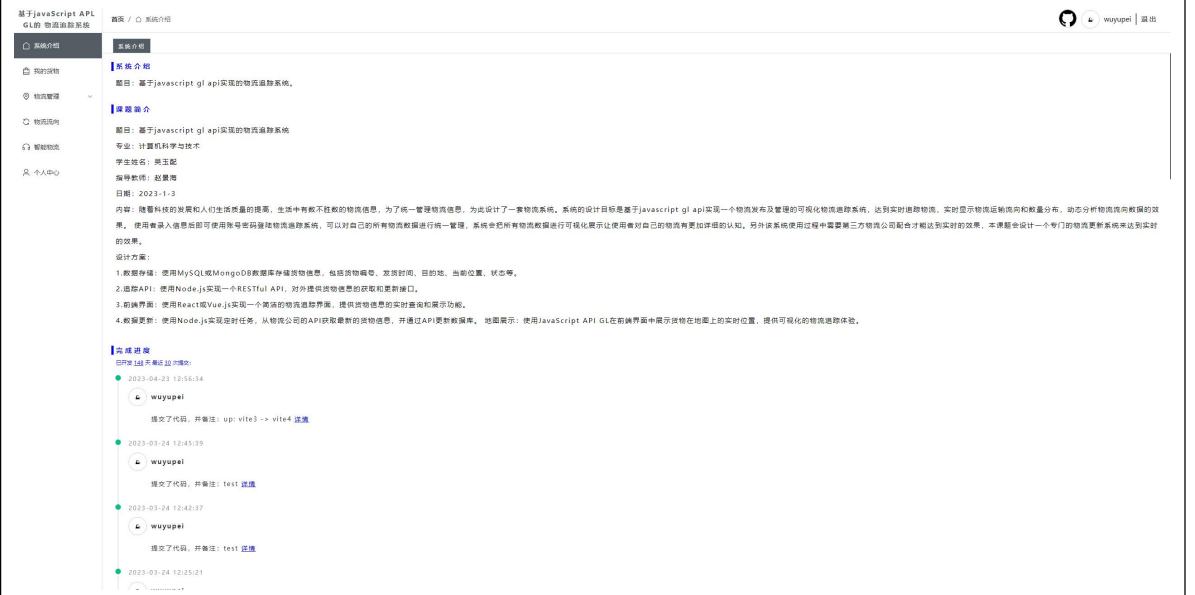 基于javaScript APL
GL的 物流追踪系统
首页 / 系统介绍
wuyupei 退出
系统介绍
我的货物
物流管理
物流流向
智能物流
个人中心
系统介绍
系统介绍
题目：基于javascript gl api实现的物流追踪系统。
课题简介
题目：基于javascript gl api实现的物流追踪系统
专业：计算机科学与技术
学生姓名：吴玉配
指导教师：赵景海
日期：2023-1-3
内容：随着科技的发展和人们生活质量的提高，生活中有数不胜数的物流信息，为了统一管理物流信息，为此设计了一套物流系统。系统的设计目标是基于javascript gl api实现一个物流发布及管理的可视化物流追踪系统，达到实时追踪物流，实时显示物流运输流向和数量分布，动态分析物流流向数据的效
果。 使用者录入信息后即可使用账号密码登陆物流追踪系统，可以对自己的所有物流数据进行统一管理，系统会把所有物流数据进行可视化展示让使用者对自己的物流有更加详细的认知。另外该系统使用过程中需要第三方物流公司配合才能达到实时的效果，本课题会设计一个专门的物流更新系统来达到实时
的效果。
设计方案：
1.数据存储：使用MySQL或MongoDB数据库存储货物信息，包括货物编号、发货时间、目的地、当前位置、状态等。
2.追踪API：使用Node.js实现一个RESTful API，对外提供货物信息的获取和更新接口。
3.前端界面：使用React或Vue.js实现一个简洁的物流追踪界面，提供货物信息的实时查询和展示功能。
4.数据更新：使用Node.js实现定时任务，从物流公司的API获取最新的货物信息，并通过API更新数据库。 地图展示：使用JavaScript API GL在前端界面中展示货物在地图上的实时位置，提供可视化的物流追踪体验。
完成进度
已开发 148 天 最近 30 次提交：
2023-04-23 12:56:34
wuyupei
提交了代码，并备注：up: vite3 -> vite4 详情
2023-03-24 12:45:39
wuyupei
提交了代码，并备注：test 详情
2023-03-24 12:42:37
wuyupei
提交了代码，并备注：test 详情
2023-03-24 12:25:21